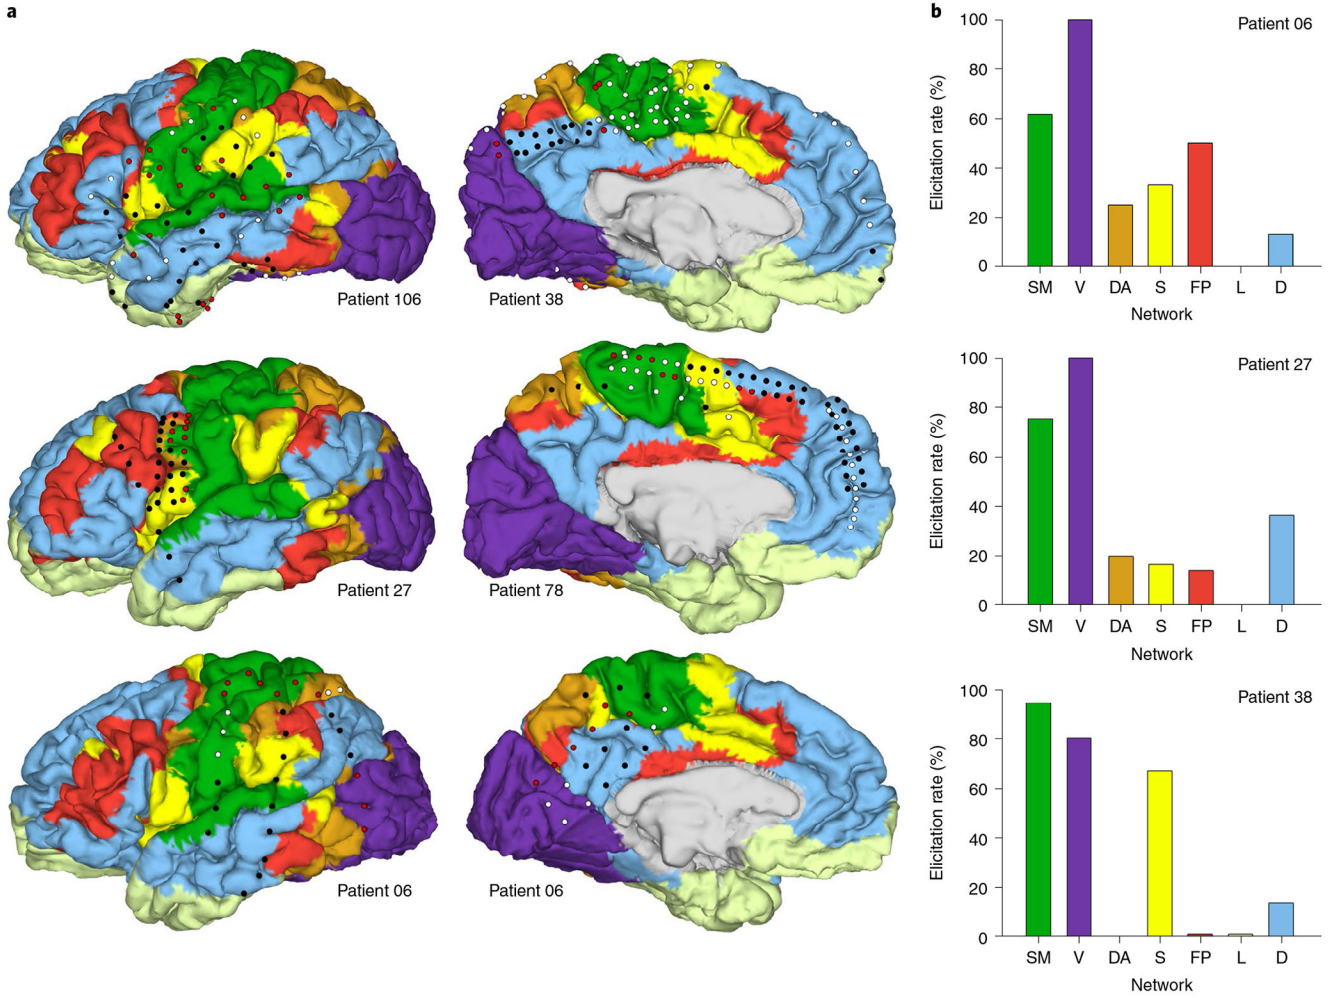 a
Patient 106
Patient 38
Patient 27
Patient 78
Patient 06
Patient 06
b
Patient 06
Elicitation rate (%)
100
80
60
40
20
0
SM V DA S FP L D
Network
Patient 27
Elicitation rate (%)
100
80
60
40
20
0
SM V DA S FP L D
Network
Patient 38
Elicitation rate (%)
100
80
60
40
20
0
SM V DA S FP L D
Network